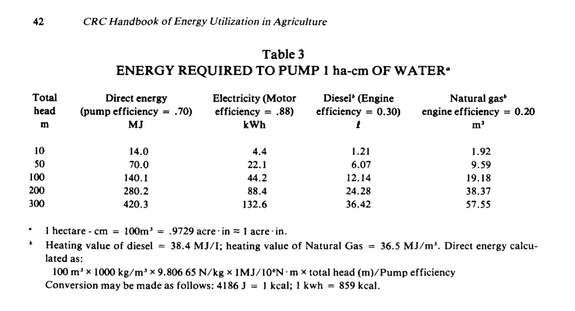 42 CRC Handbook of Energy Utilization in Agriculture
Table 3
ENERGY REQUIRED TO PUMP 1 ha-cm OF WATERᵃ
Total Direct energy Electricity (Motor Dieselᵇ (Engine Natural gasᵇ
head (pump efficiency = .70) efficiency = .88) efficiency = 0.30) engine efficiency = 0.20
m MJ kWh ℓ m³
10 14.0 4.4 1.21 1.92
50 70.0 22.1 6.07 9.59
100 140.1 44.2 12.14 19.18
200 280.2 88.4 24.28 38.37
300 420.3 132.6 36.42 57.55
ᵃ 1 hectare - cm = 100m³ = .9729 acre·in ≈ 1 acre·in.
ᵇ Heating value of diesel = 38.4 MJ/l; heating value of Natural Gas = 36.5 MJ/m³. Direct energy calcu-
lated as:
100 m³ × 1000 kg/m³ × 9.806 65 N/kg × 1MJ/10⁶N·m × total head (m)/Pump efficiency
Conversion may be made as follows: 4186 J = 1 kcal; 1 kwh = 859 kcal.